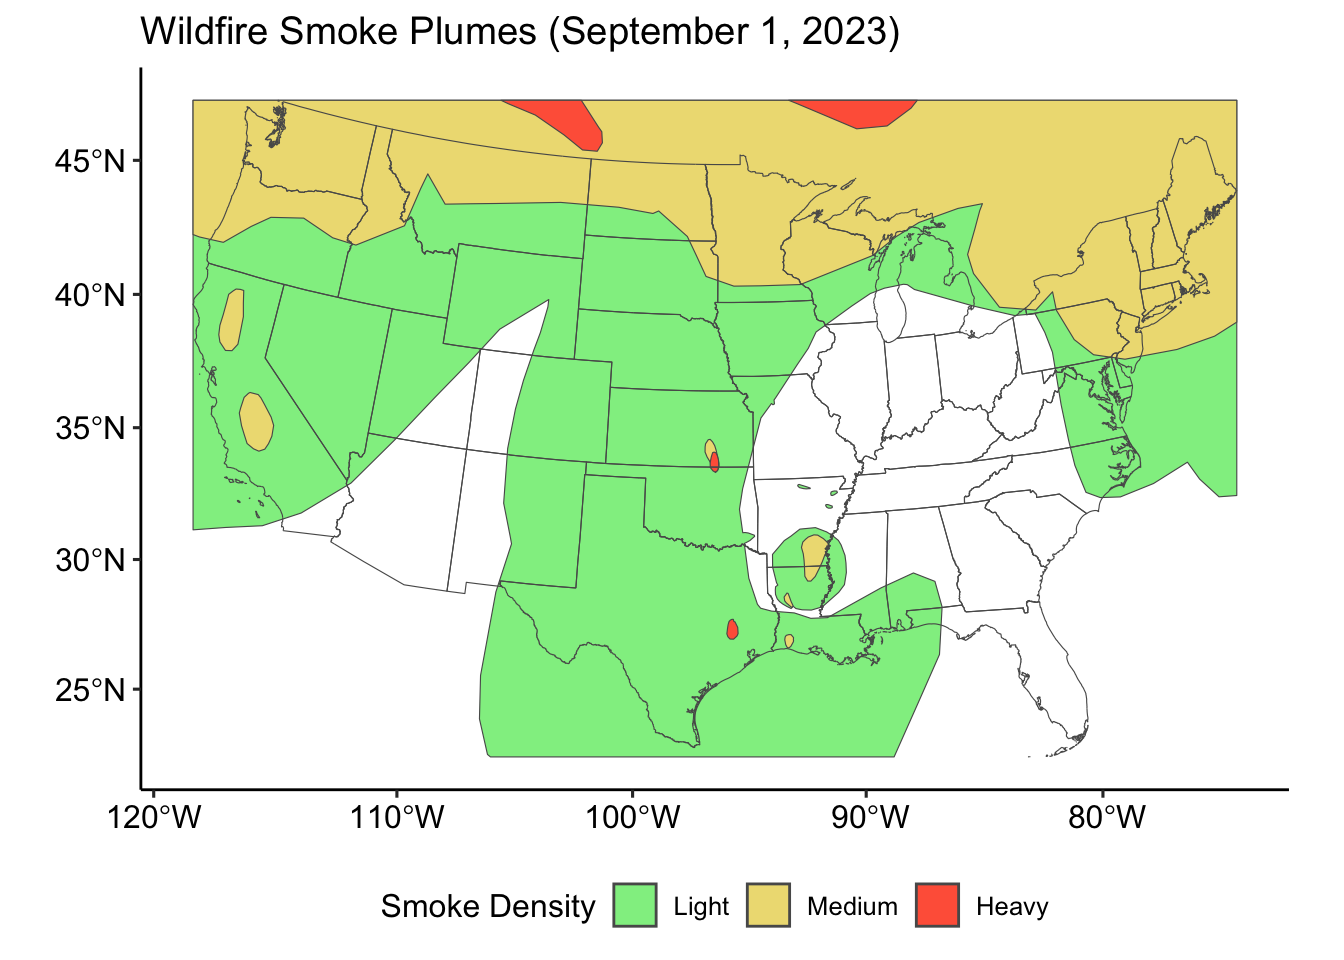 Wildfire Smoke Plumes (September 1, 2023)
45°N
40°N
35°N
30°N
25°N
120°W 110°W 100°W 90°W 80°W
Smoke Density Light Medium Heavy